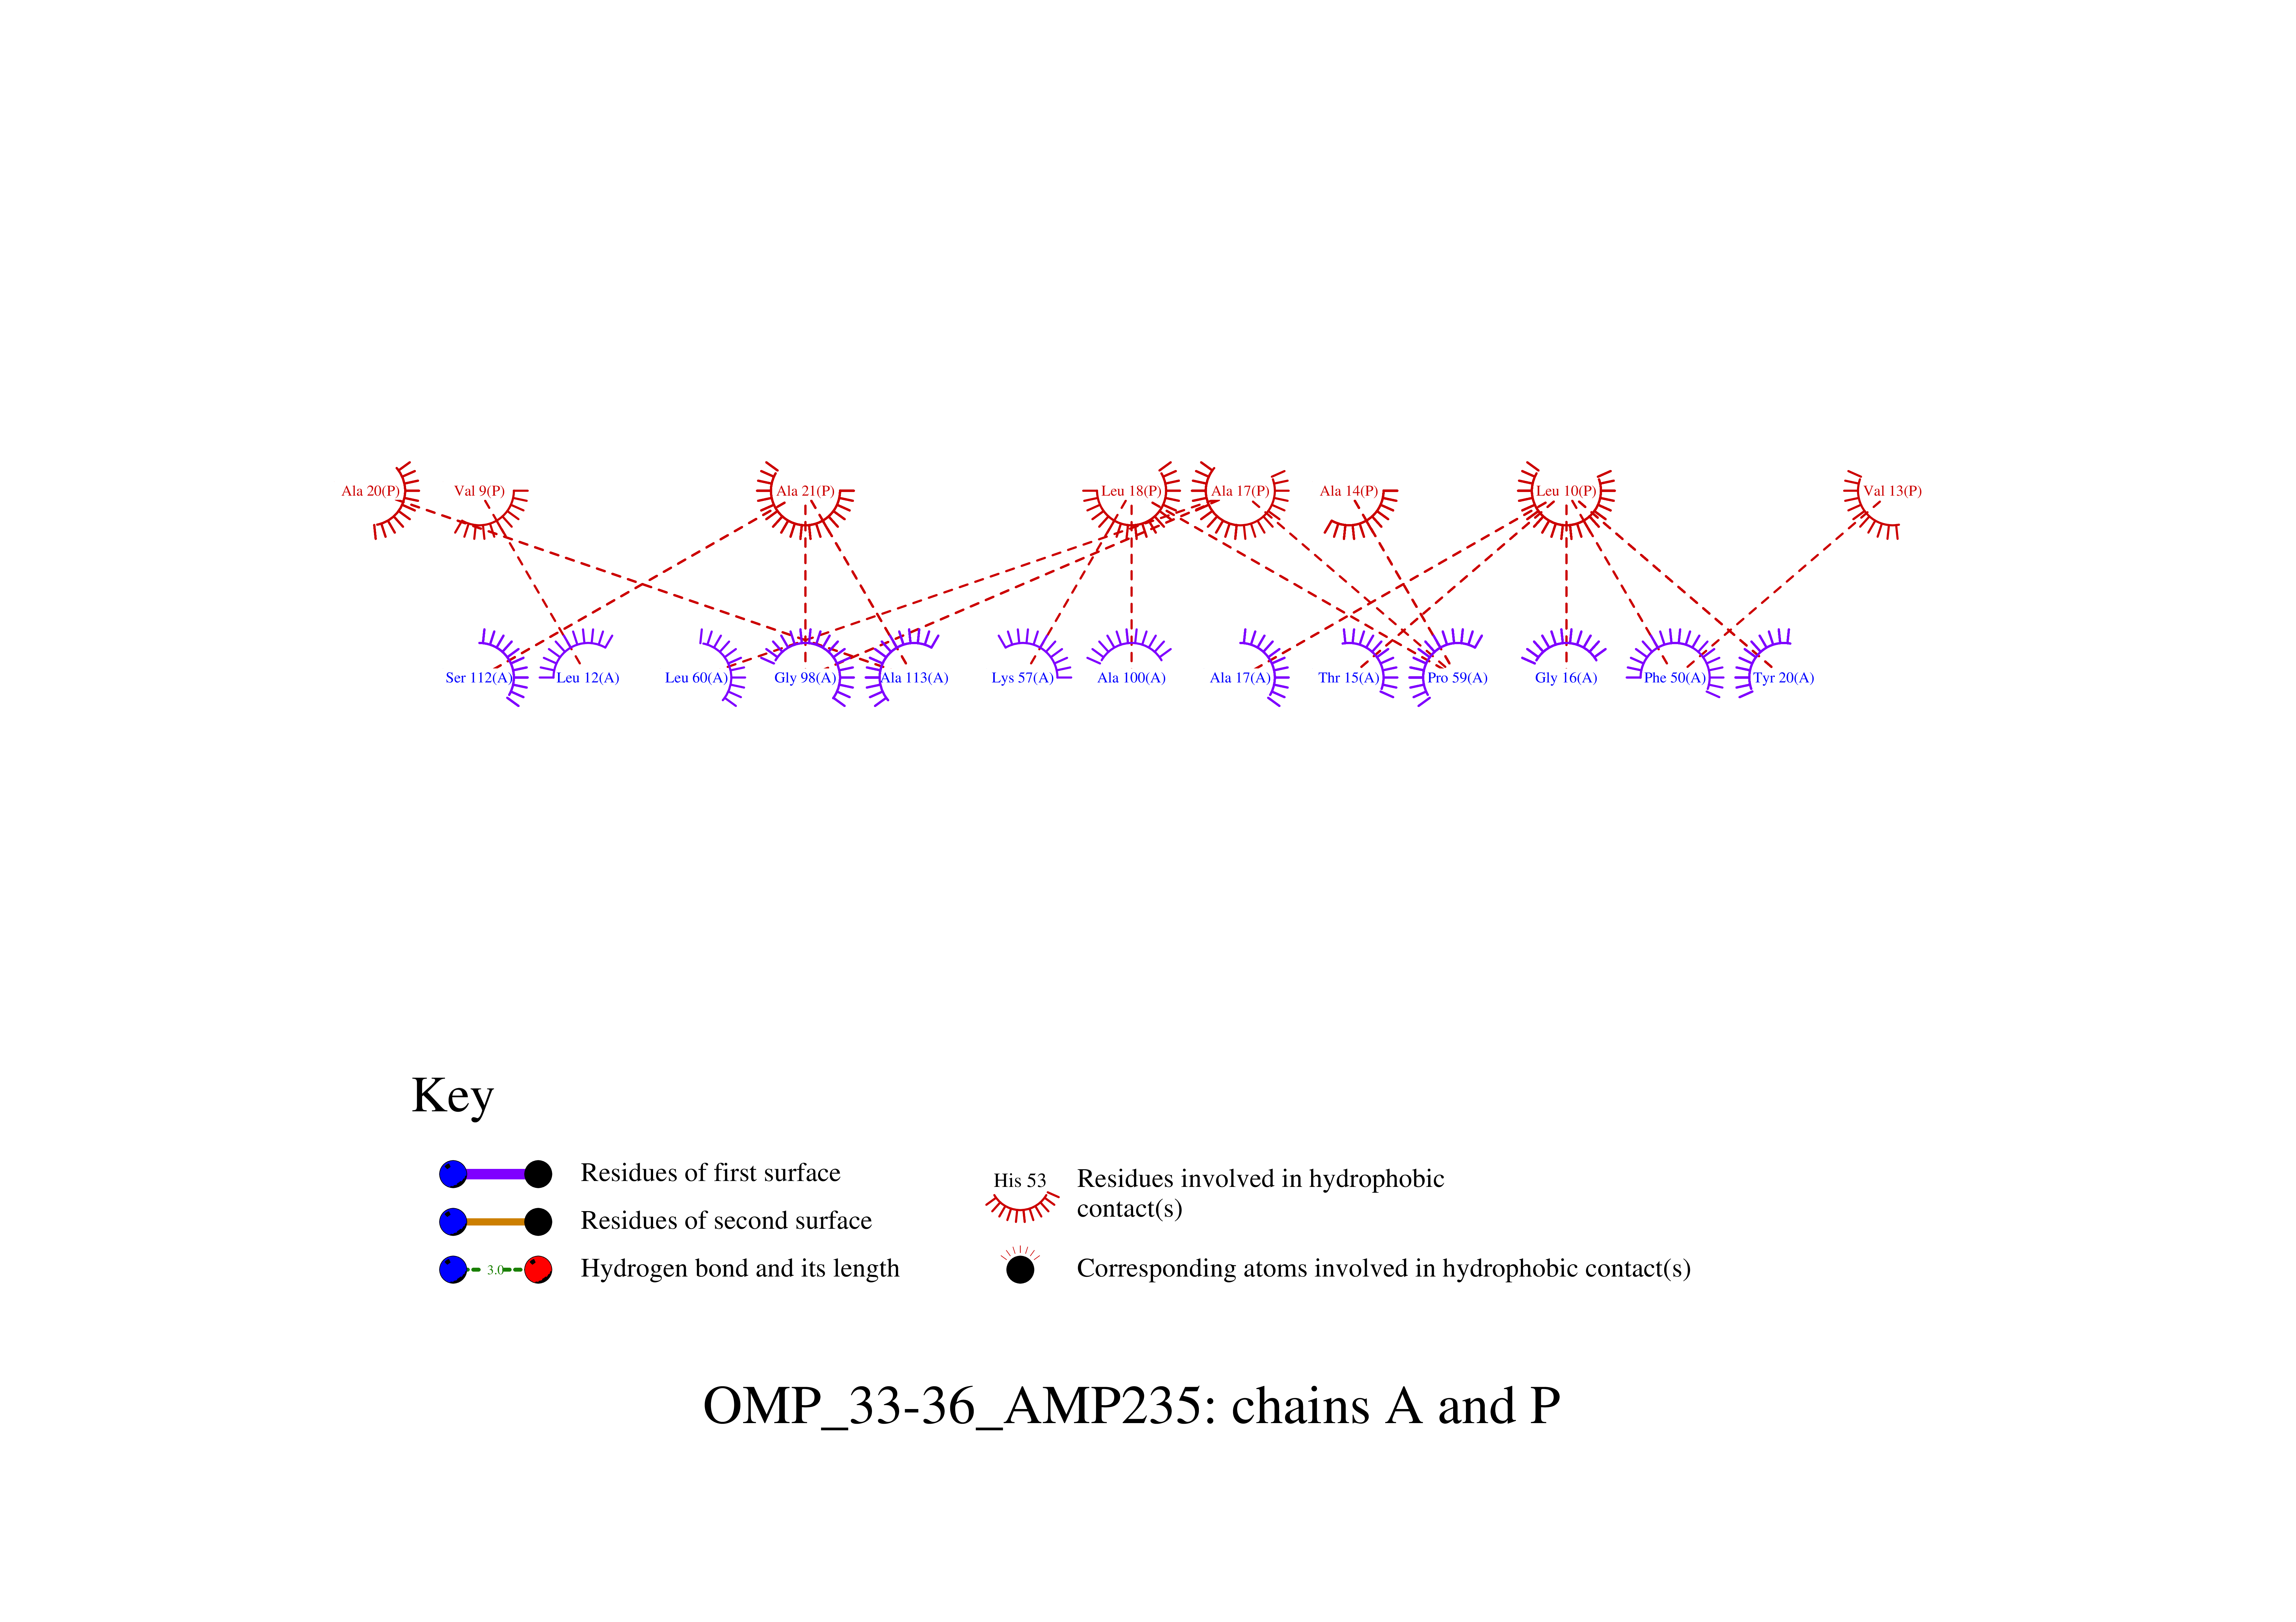 Ala 20(P) Val 9(P) Ala 21(P) Leu 18(P) Ala 17(P) Ala 14(P) Leu 10(P) Val 13(P)
Ser 112(A) Leu 12(A) Leu 60(A) Gly 98(A) Ala 113(A) Lys 57(A) Ala 100(A) Ala 17(A) Thr 15(A) Pro 59(A) Gly 16(A) Phe 50(A) Tyr 20(A)
Key
Residues of first surface
Residues of second surface
3.0 Hydrogen bond and its length
His 53 Residues involved in hydrophobic
contact(s)
Corresponding atoms involved in hydrophobic contact(s)
OMP_33-36_AMP235: chains A and P